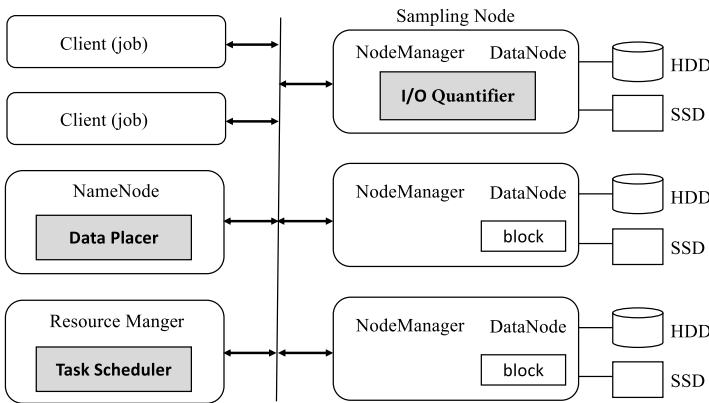 Sampling Node
Client (job)
NodeManager DataNode
I/O Quantifier
HDD
SSD
Client (job)
NameNode
Data Placer
NodeManager DataNode
block
HDD
SSD
Resource Manger
Task Scheduler
NodeManager DataNode
block
HDD
SSD